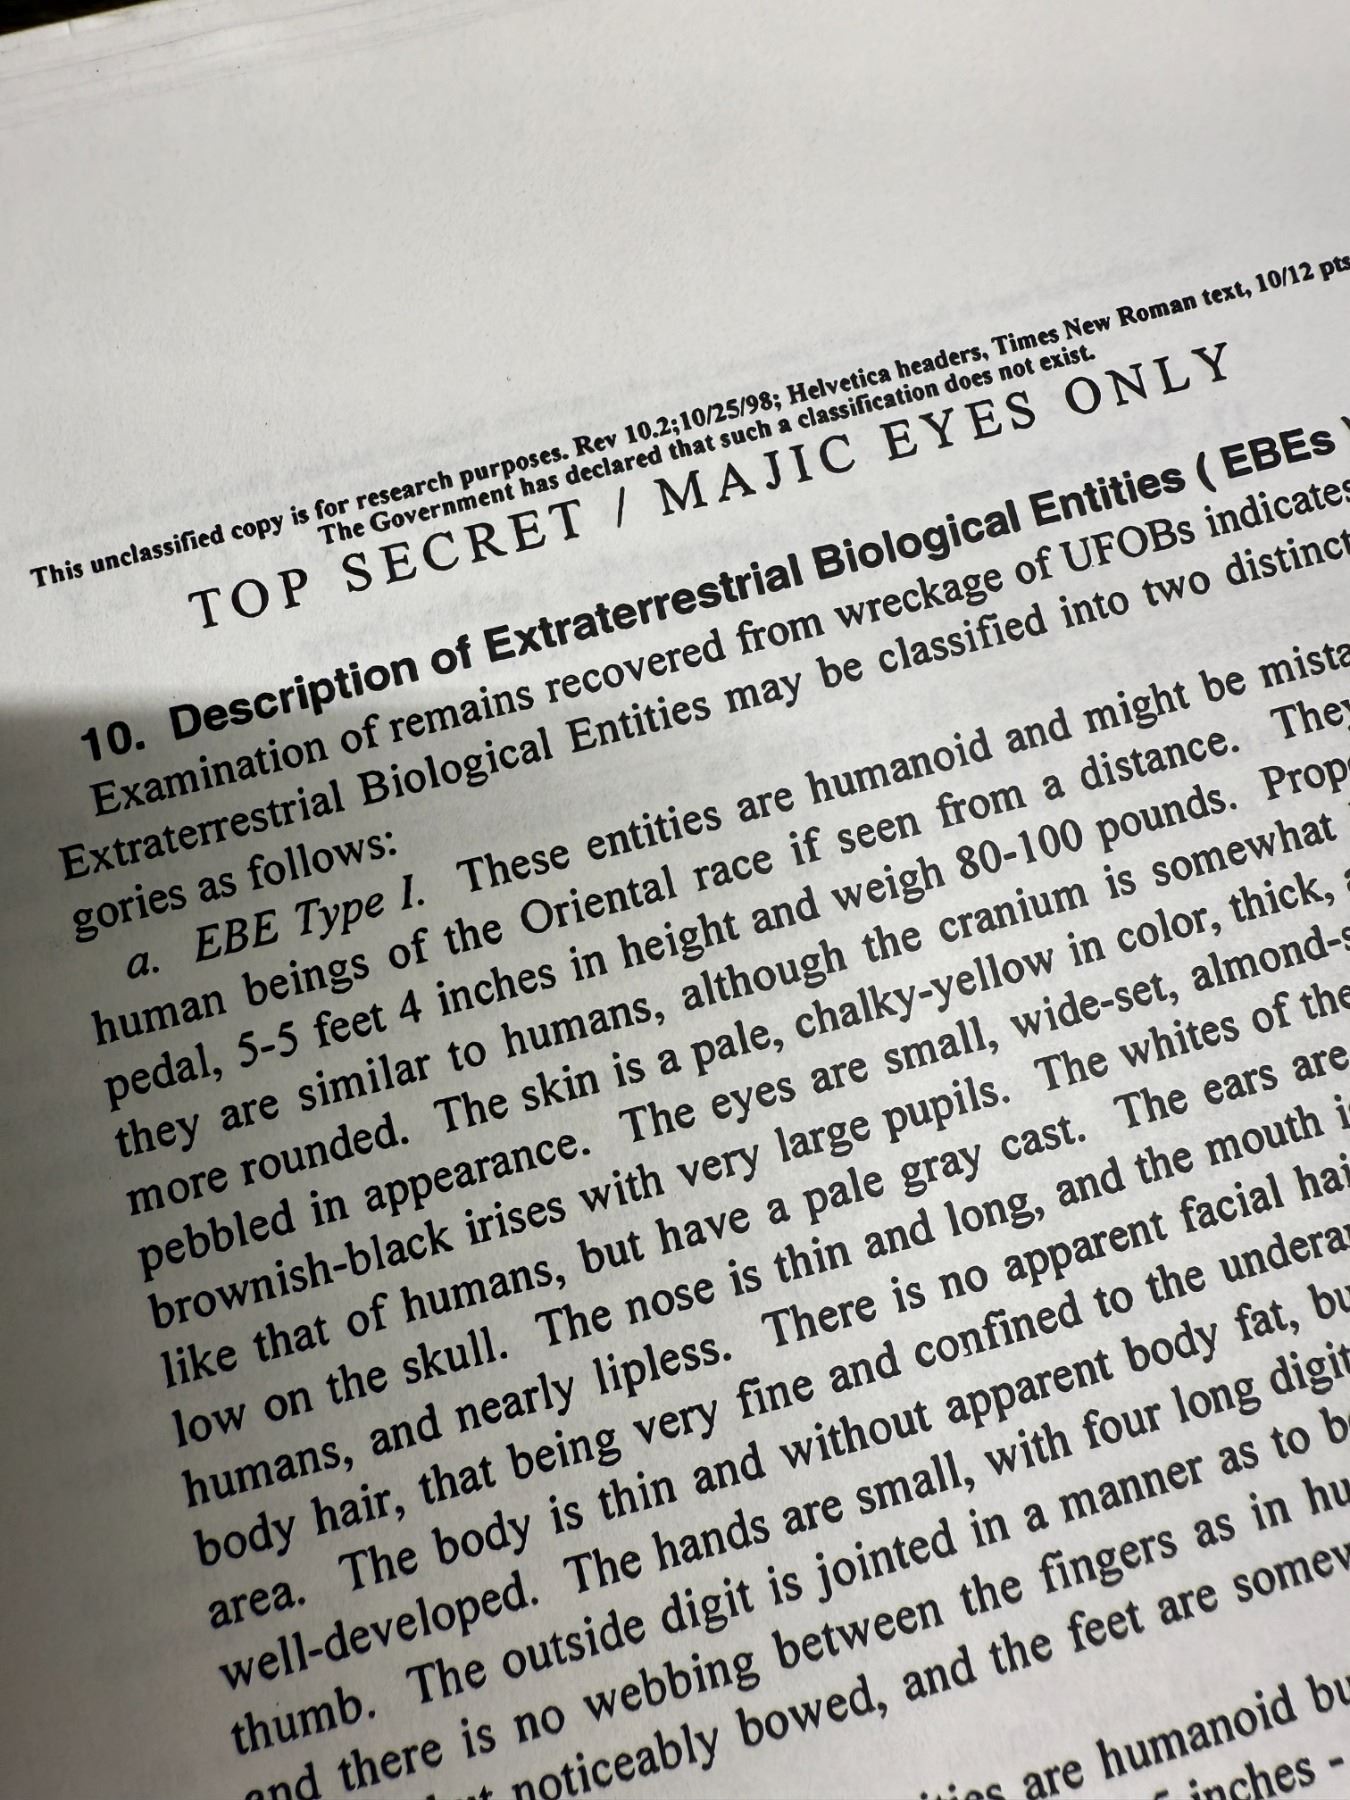 This unclassified copy is for research purposes. Rev 10.2;10/25/98; Helvetica headers, Times New Roman text, 10/12 pts
The Government has declared that such a classification does not exist.
TOP SECRET / MAJIC EYES ONLY
10. Description of Extraterrestrial Biological Entities ( EBEs )
Examination of remains recovered from wreckage of UFOBs indicates
Extraterrestrial Biological Entities may be classified into two distinct
gories as follows:
a. EBE Type I. These entities are humanoid and might be mista
human beings of the Oriental race if seen from a distance. They
pedal, 5-5 feet 4 inches in height and weigh 80-100 pounds. Prop
they are similar to humans, although the cranium is somewhat
more rounded. The skin is a pale, chalky-yellow in color, thick,
pebbled in appearance. The eyes are small, wide-set, almond-s
brownish-black irises with very large pupils. The whites of the
like that of humans, but have a pale gray cast. The ears are
low on the skull. The nose is thin and long, and the mouth
humans, and nearly lipless. There is no apparent facial hai
body hair, that being very fine and confined to the undera
area. The body is thin and without apparent body fat, bu
well-developed. The hands are small, with four long digit
thumb. The outside digit is jointed in a manner as to b
and there is no webbing between the fingers as in hu
noticeably bowed, and the feet are somew
ities are humanoid bu
inches -